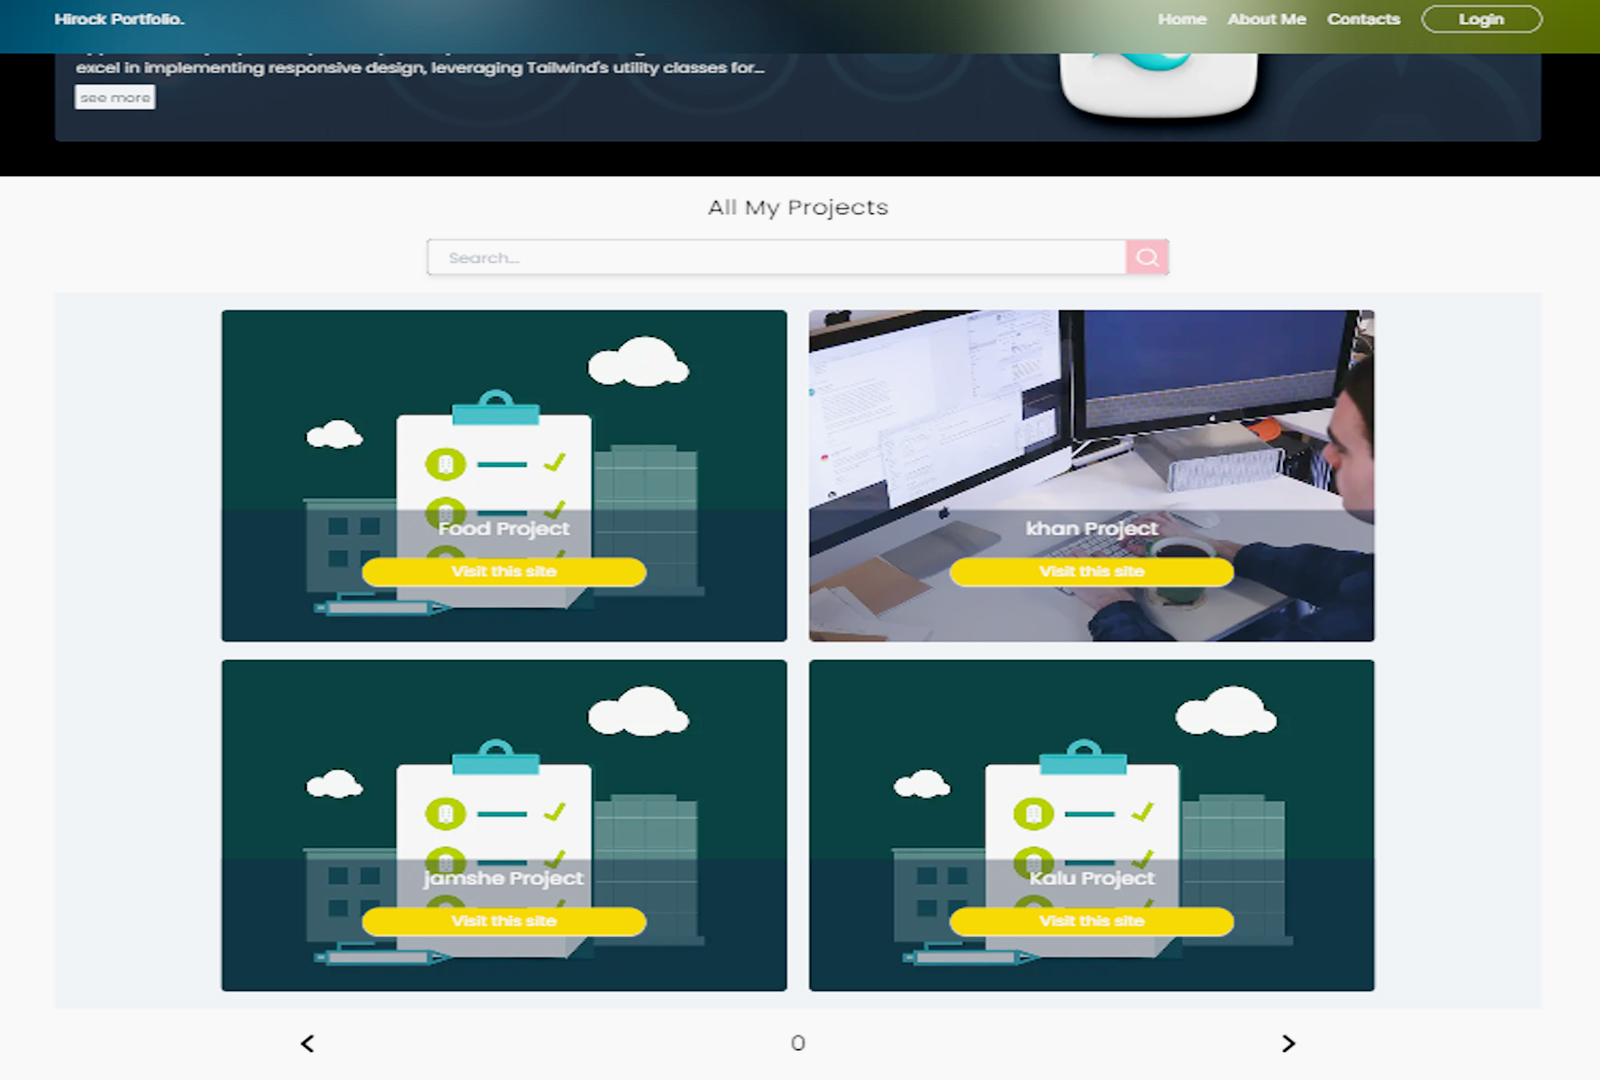 Hirock Portfolio.
Home About Me Contacts Login
excel in implementing responsive design, leveraging Tailwind's utility classes for...
see more
All My Projects
Search...
Food Project
Visit this site
khan Project
Visit this site
jamshe Project
Visit this site
Kalu Project
Visit this site
< 0 >